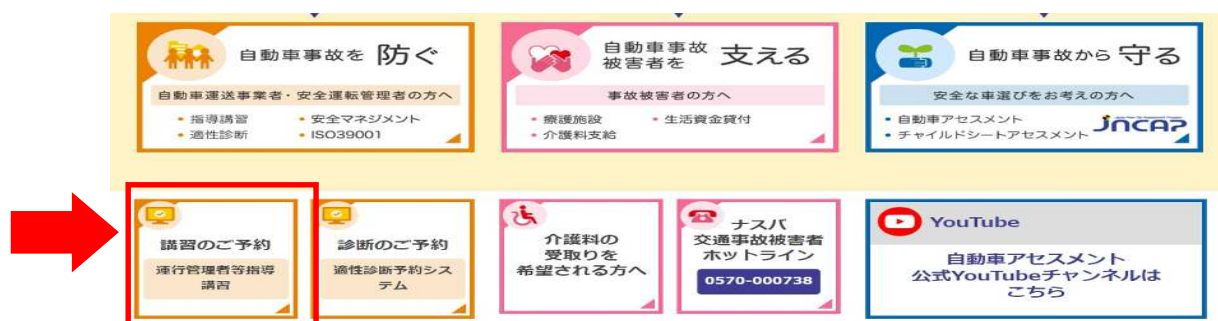 自動車事故を 防ぐ
自動車運送事業者・安全運転管理者の方へ
・指導講習
・安全マネジメント
・適性診断
・ISO39001
自動車事故
被害者を 支える
事故被害者の方へ
・療護施設
・生活資金貸付
・介護料支給
自動車事故から 守る
安全な車選びをお考えの方へ
・自動車アセスメント
・チャイルドシートアセスメント
JNCAP
講習のご予約
運行管理者等指導
講習
診断のご予約
適性診断予約シス
テム
介護料の
受取りを
希望される方へ
ナスバ
交通事故被害者
ホットライン
0570-000738
YouTube
自動車アセスメント
公式YouTubeチャンネルは
こちら